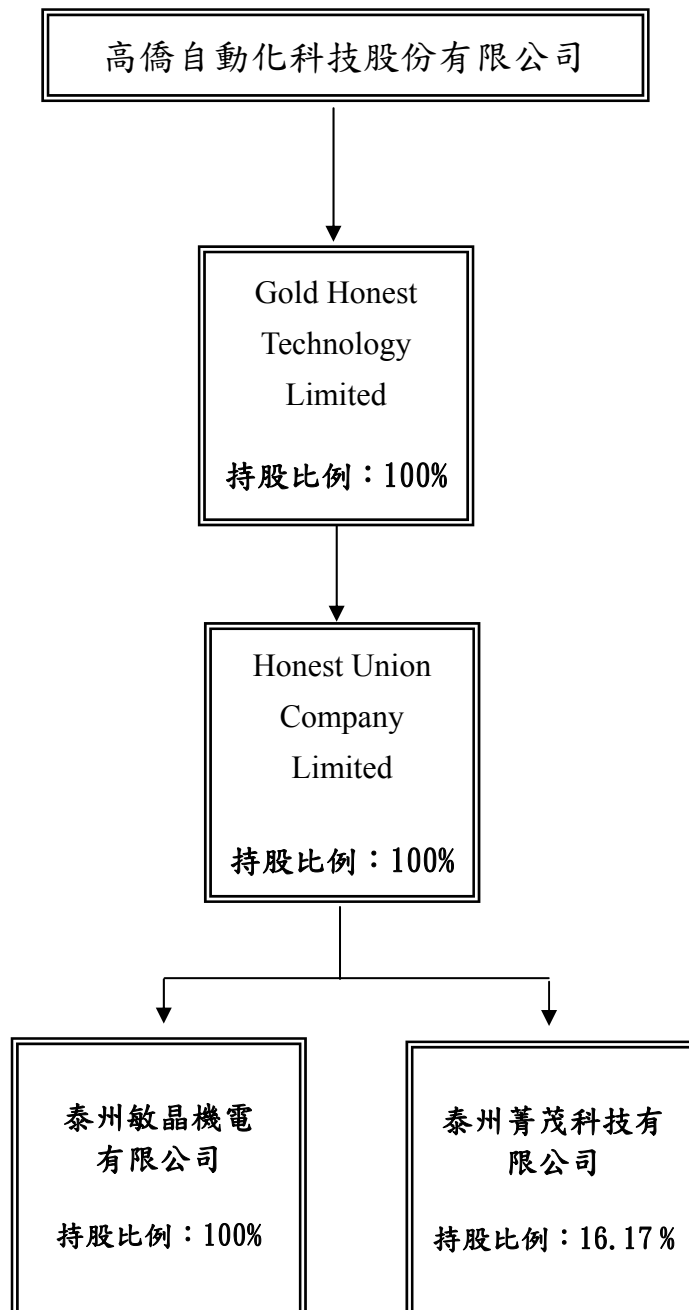 高僑自動化科技股份有限公司
Gold Honest
Technology
Limited
持股比例：100%
Honest Union
Company
Limited
持股比例：100%
泰州敏晶機電
有限公司
持股比例：100%
泰州菁茂科技有
限公司
持股比例：16.17%